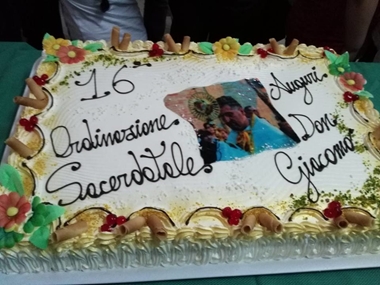 16°
Ordinazione
Sacerdotale
Auguri
Don
Giacomo